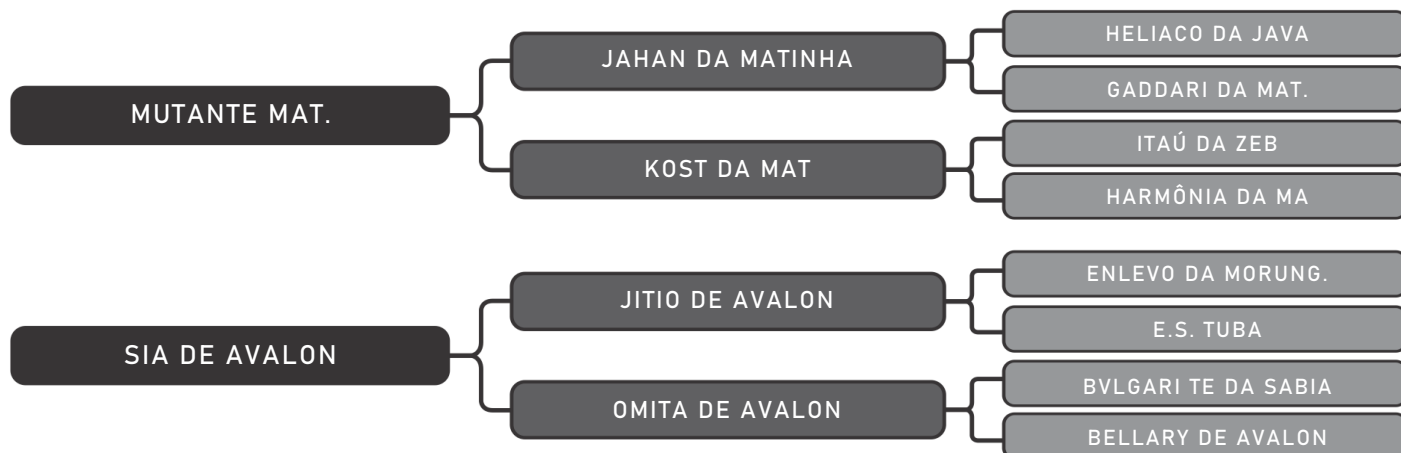 MUTANTE MAT.
JAHAN DA MATINHA
HELIACO DA JAVA
GADDARI DA MAT.
KOST DA MAT
ITAÚ DA ZEB
HARMÔNIA DA MA
SIA DE AVALON
JITIO DE AVALON
ENLEVO DA MORUNG.
E.S. TUBA
OMITA DE AVALON
BVLGARI TE DA SABIA
BELLARY DE AVALON